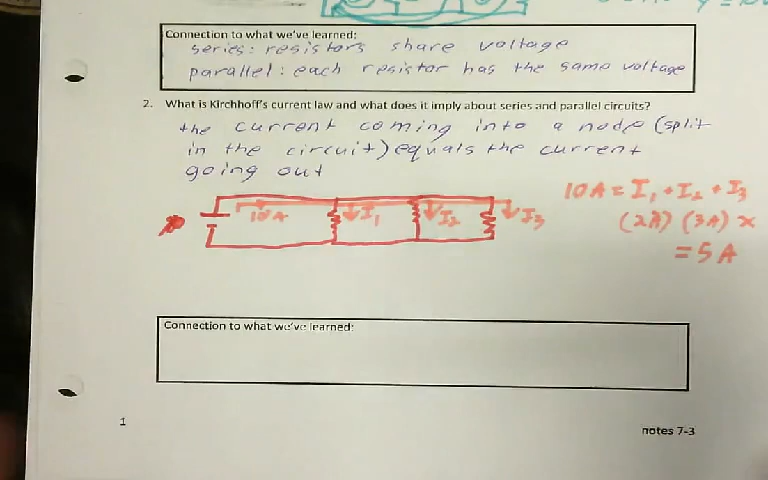 Connection to what we've learned:
series: resistors share voltage
parallel: each resistor has the same voltage
2. What is Kirchhoff's current law and what does it imply about series and parallel circuits?
the current coming into a node (split
in the circuit) equals the current
going out
10A = I₁ + I₂ + I₃
(2A) (3A) x
= 5A
10A I₁ I₂ I₃
Connection to what we've learned:
1
notes 7-3